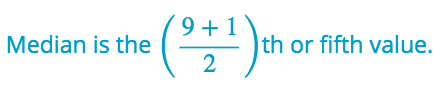 Median is the (9 + 1 / 2)th or fifth value.